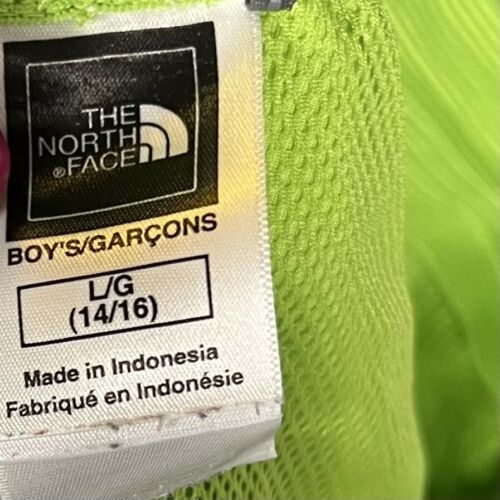 THE
NORTH
®FACE
BOY'S/GARÇONS
L/G
(14/16)
Made in Indonesia
Fabriqué en Indonésie